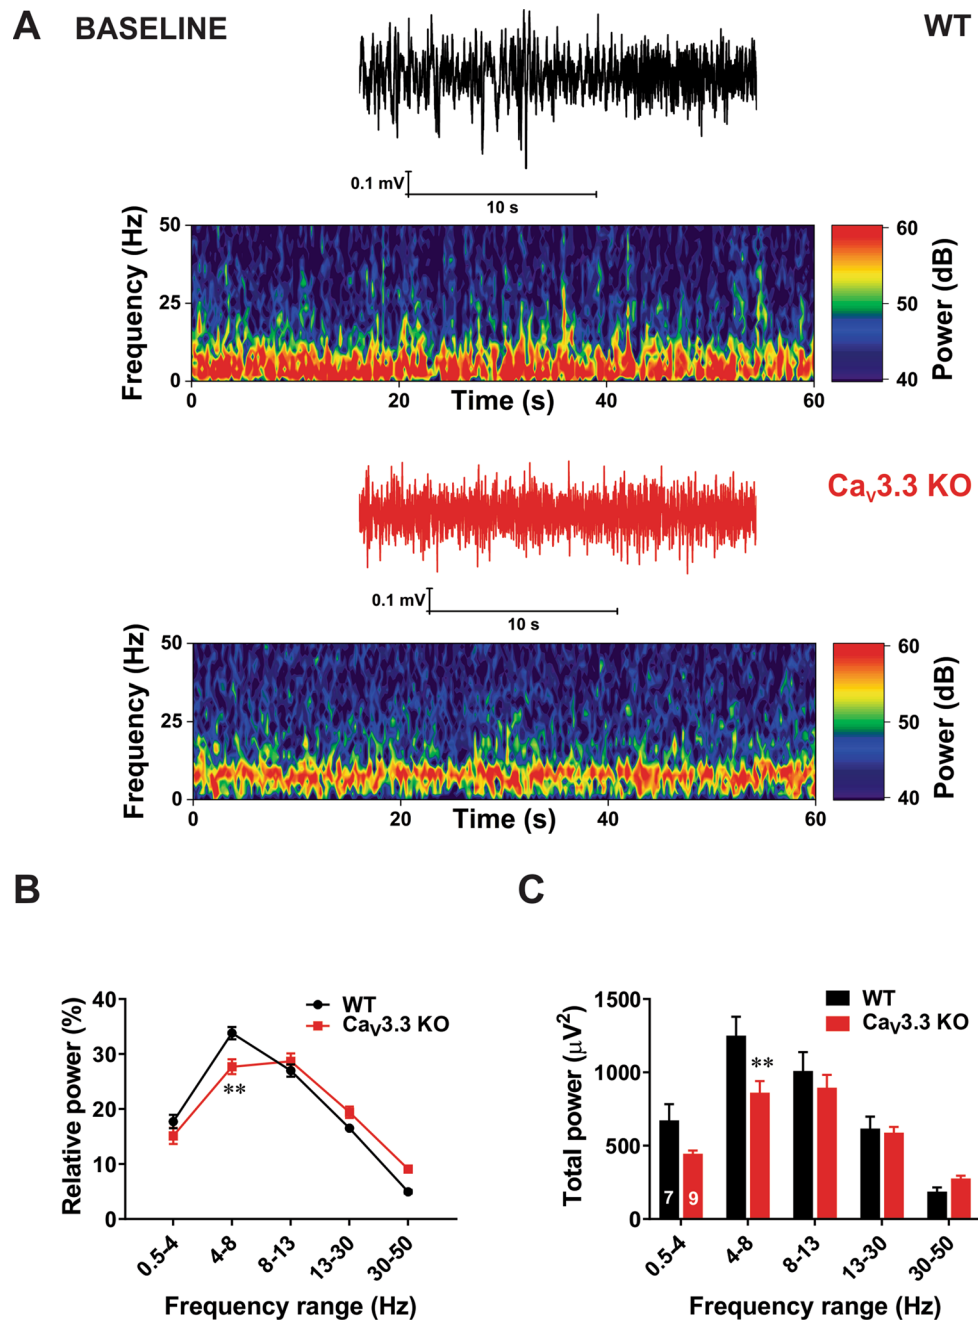 A BASELINE WT
0.1 mV
10 s
Frequency (Hz)
50
25
0
0 20 40 60
Time (s)
Power (dB)
60
50
40
Cav3.3 KO
0.1 mV
10 s
Frequency (Hz)
50
25
0
0 20 40 60
Time (s)
Power (dB)
60
50
40
B
Relative power (%)
40
30
20
10
0
WT
Cav3.3 KO
**
0.5-4 4-8 8-13 13-30 30-50
Frequency range (Hz)
C
Total power (μV²)
1500
1000
500
0
WT
Cav3.3 KO
**
7 9
0.5-4 4-8 8-13 13-30 30-50
Frequency range (Hz)